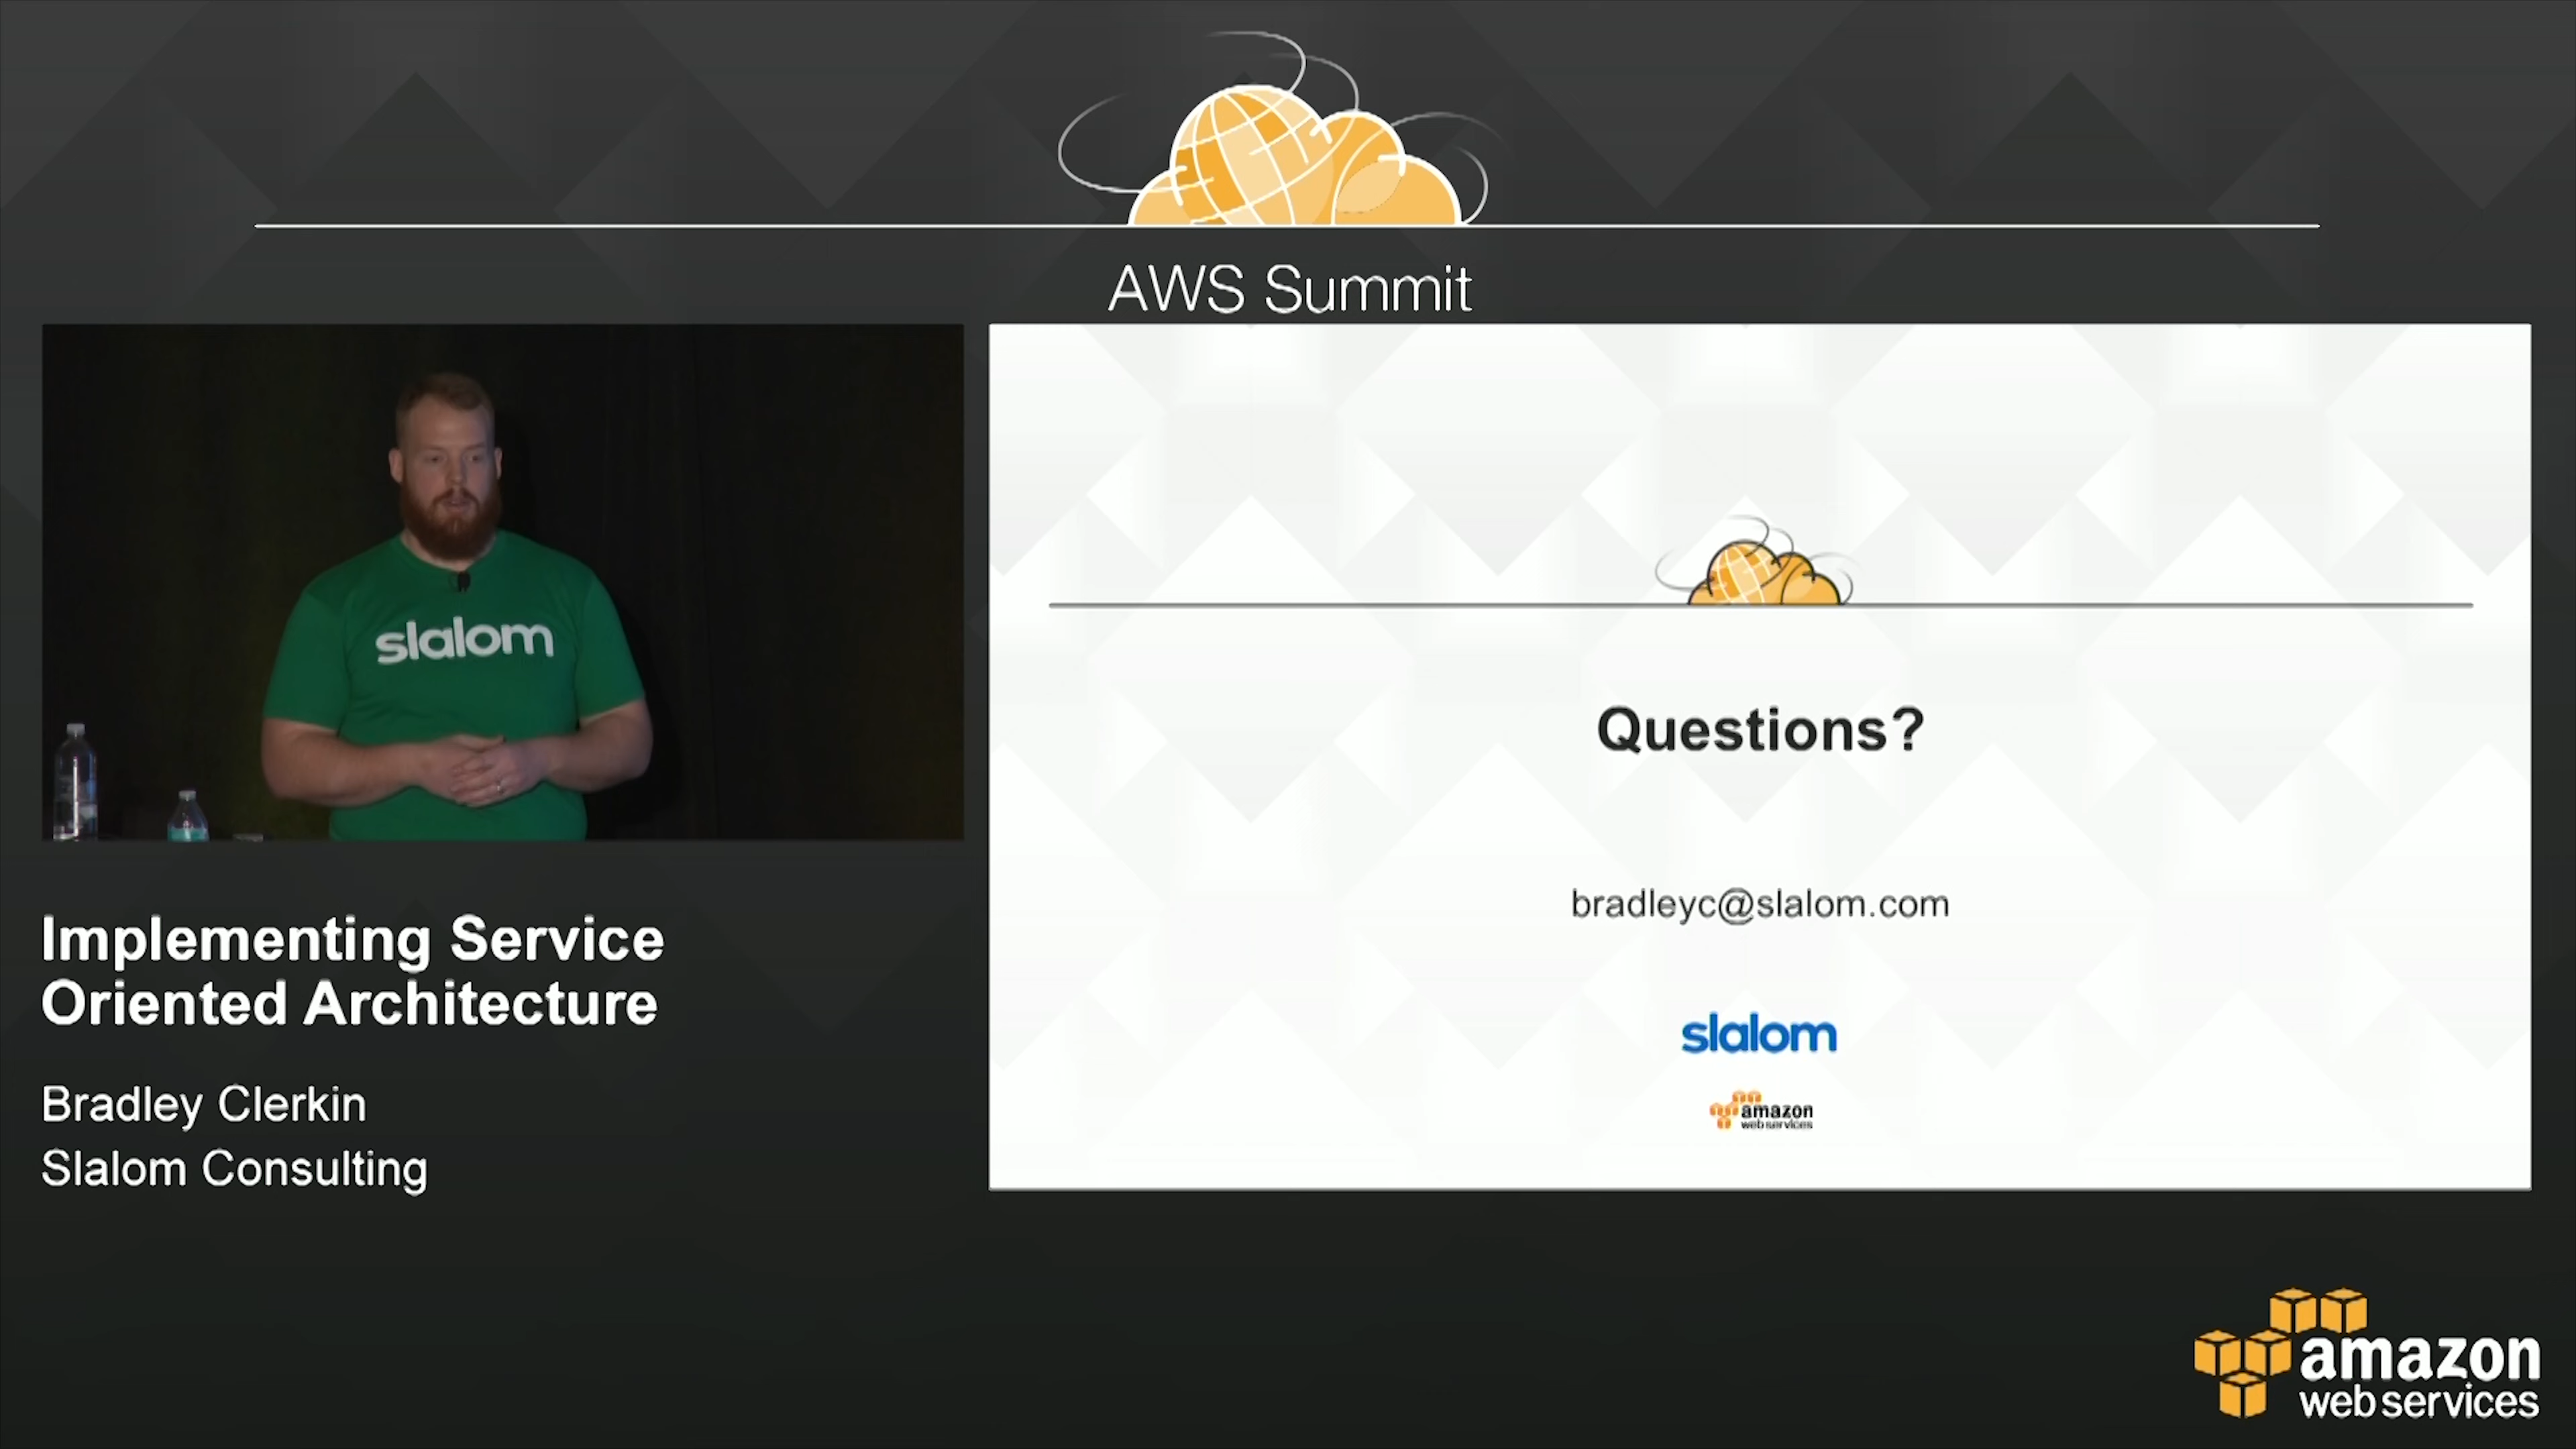 AWS Summit
slalom
Implementing Service
Oriented Architecture
Bradley Clerkin
Slalom Consulting
Questions?
bradleyc@slalom.com
slalom
amazon
web services
amazon
web services